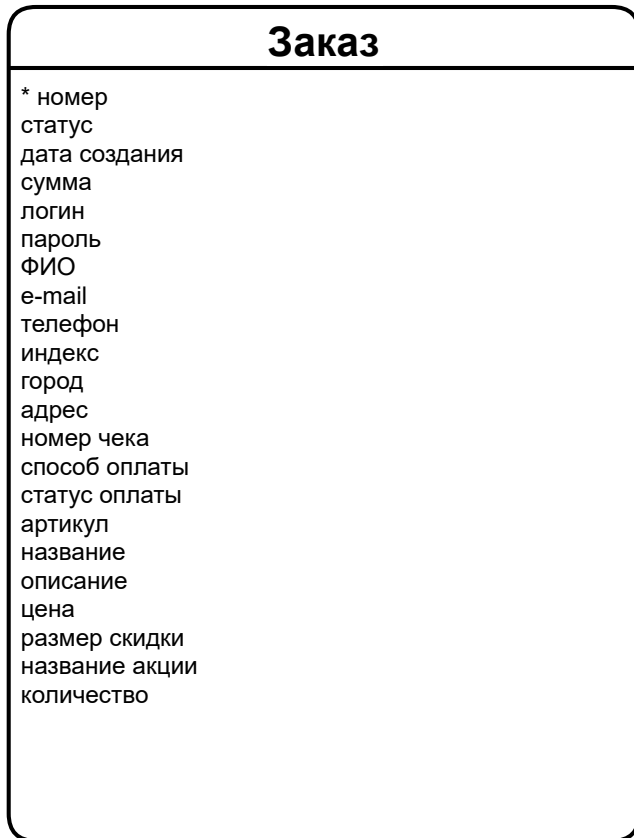 Заказ
* номер
статус
дата создания
сумма
логин
пароль
ФИО
e-mail
телефон
индекс
город
адрес
номер чека
способ оплаты
статус оплаты
артикул
название
описание
цена
размер скидки
название акции
количество